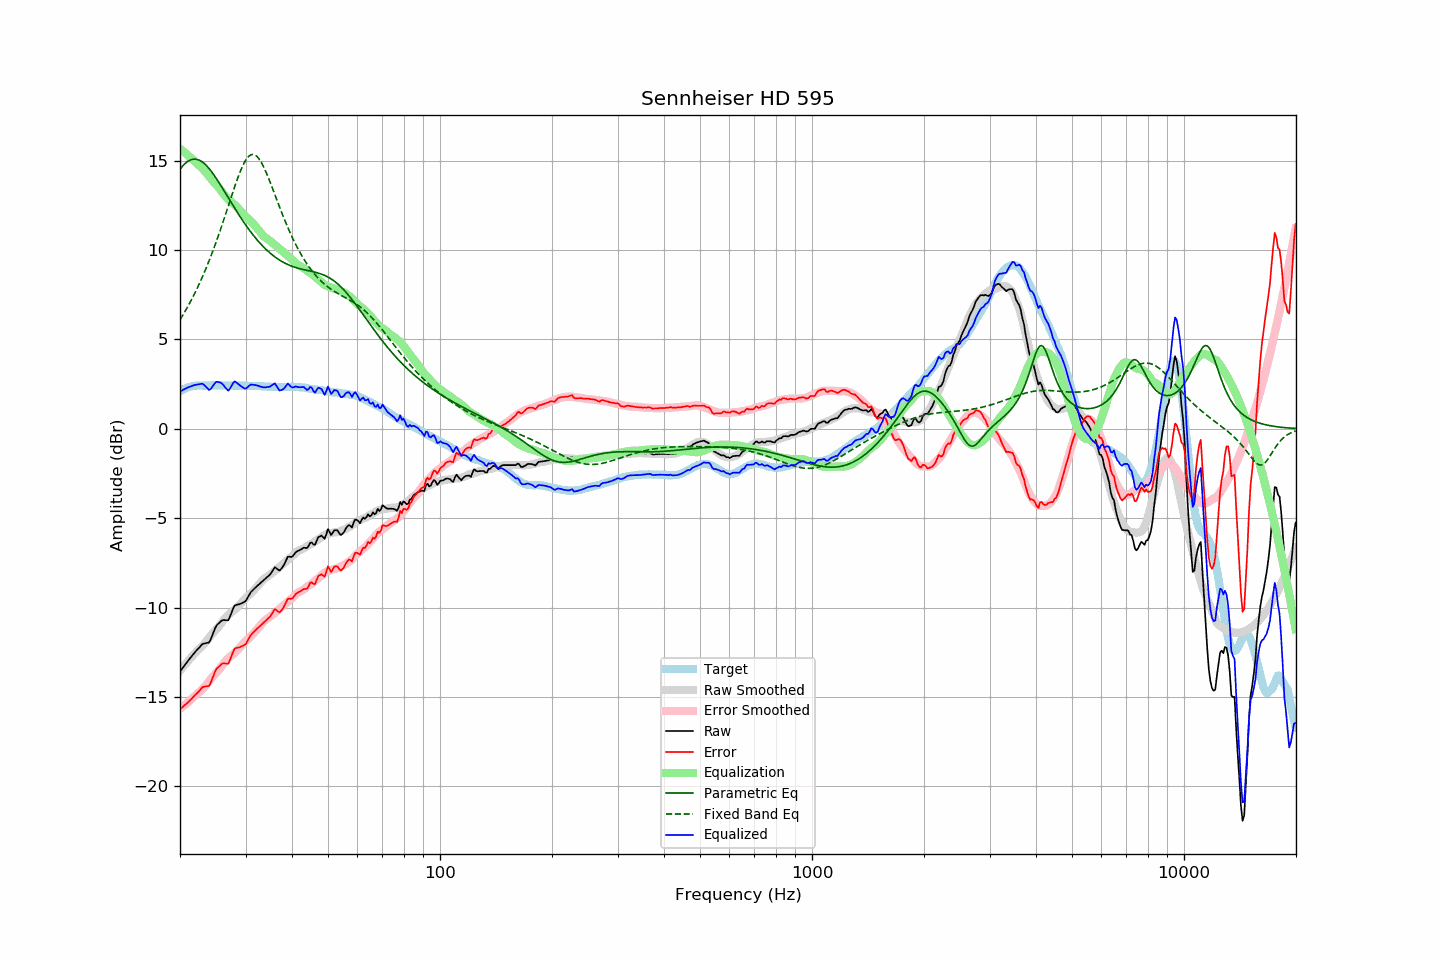 Sennheiser HD 595
Amplitude (dBr)
15
10
5
0
−5
−10
−15
−20
Target
Raw Smoothed
Error Smoothed
Raw
Error
Equalization
Parametric Eq
Fixed Band Eq
Equalized
100
1000
10000
Frequency (Hz)